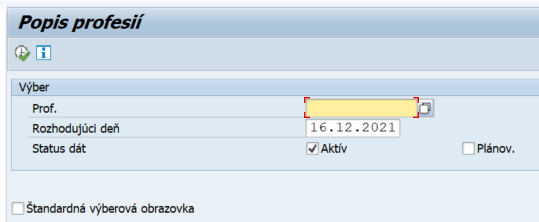 Popis profesií
Výber
Prof.
Rozhodujúci deň 16.12.2021
Status dát Aktív Plánov.
Štandardná výberová obrazovka